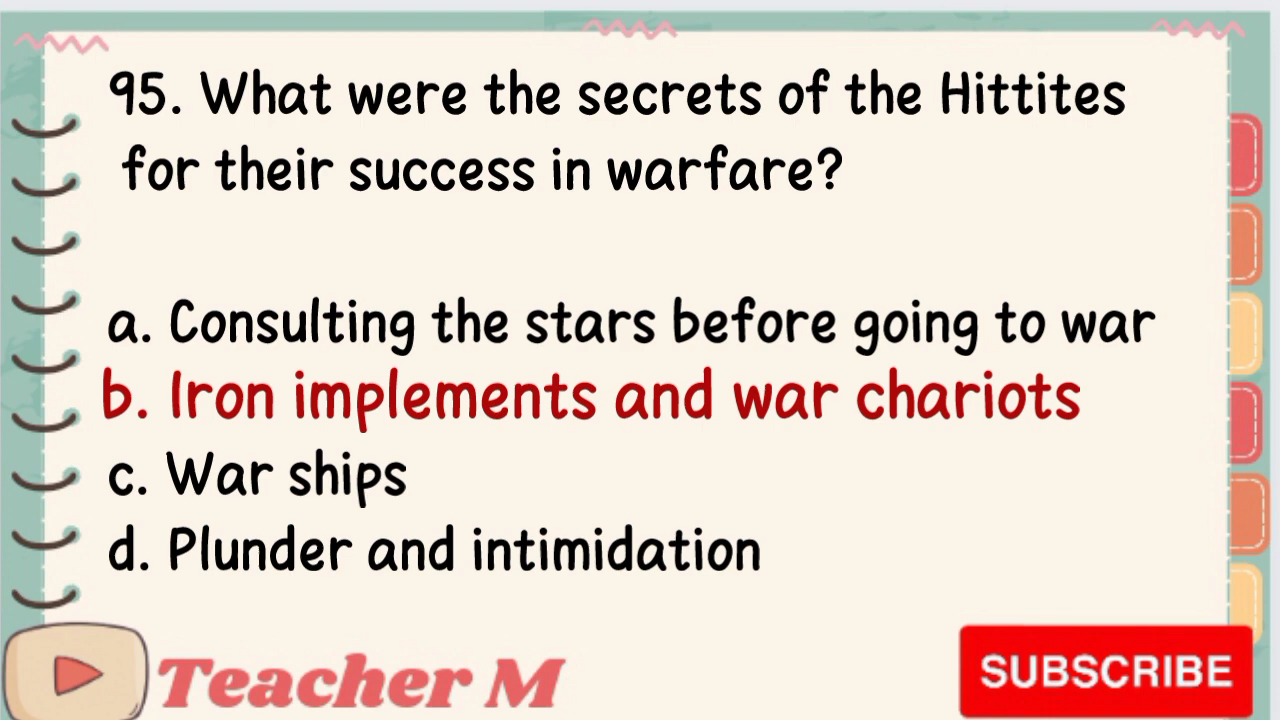 95. What were the secrets of the Hittites
for their success in warfare?
a. Consulting the stars before going to war
b. Iron implements and war chariots
c. War ships
d. Plunder and intimidation
Teacher M
SUBSCRIBE